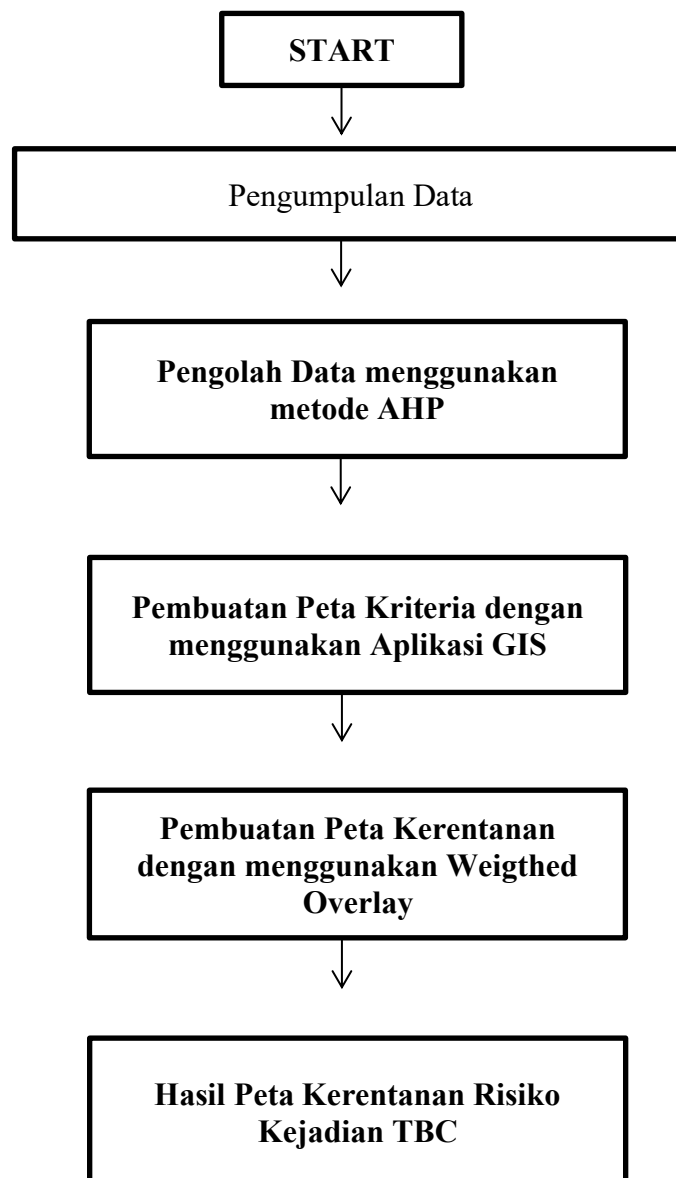 START
Pengumpulan Data
Pengolah Data menggunakan
metode AHP
Pembuatan Peta Kriteria dengan
menggunakan Aplikasi GIS
Pembuatan Peta Kerentanan
dengan menggunakan Weigthed
Overlay
Hasil Peta Kerentanan Risiko
Kejadian TBC